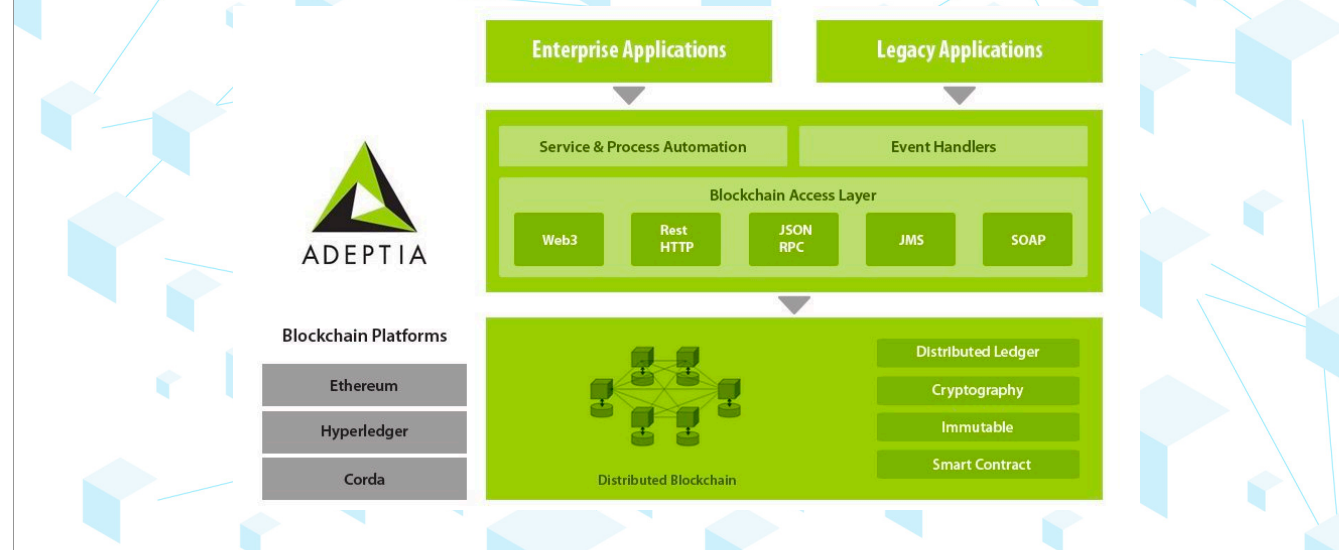 Enterprise Applications
Legacy Applications
Service & Process Automation
Event Handlers
Blockchain Access Layer
Web3
Rest
HTTP
JSON
RPC
JMS
SOAP
ADEPTIA
Blockchain Platforms
Ethereum
Hyperledger
Corda
Distributed Blockchain
Distributed Ledger
Cryptography
Immutable
Smart Contract